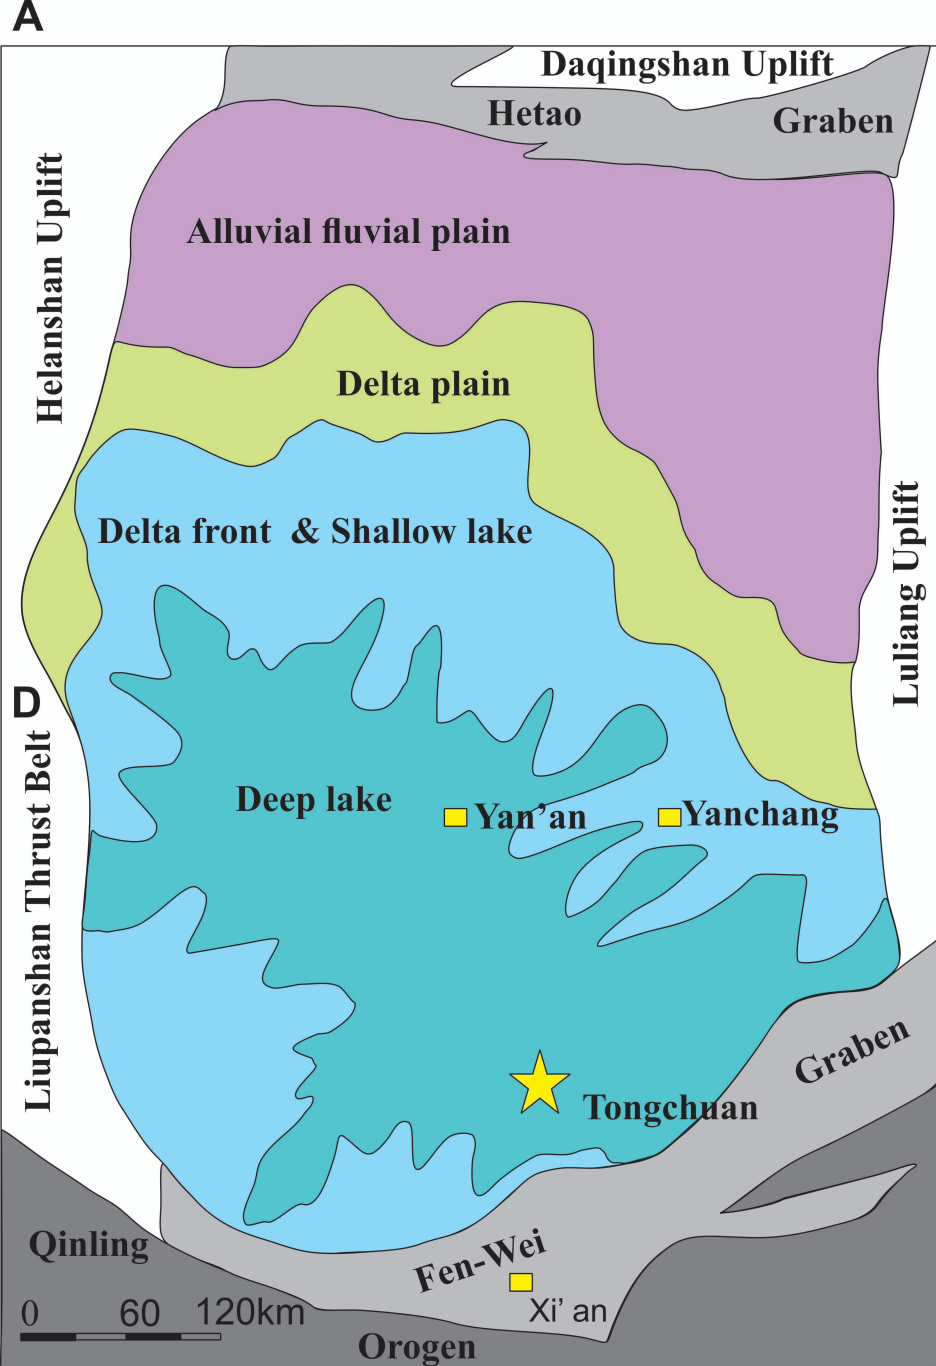 A
Daqingshan Uplift
Hetao
Graben
Helanshan Uplift
Alluvial fluvial plain
Delta plain
Delta front & Shallow lake
Luliang Uplift
D
Liupanshan Thrust Belt
Deep lake
Yan’an
Yanchang
Graben
Tongchuan
Qinling
Fen-Wei
0 60 120km
Xi’ an
Orogen